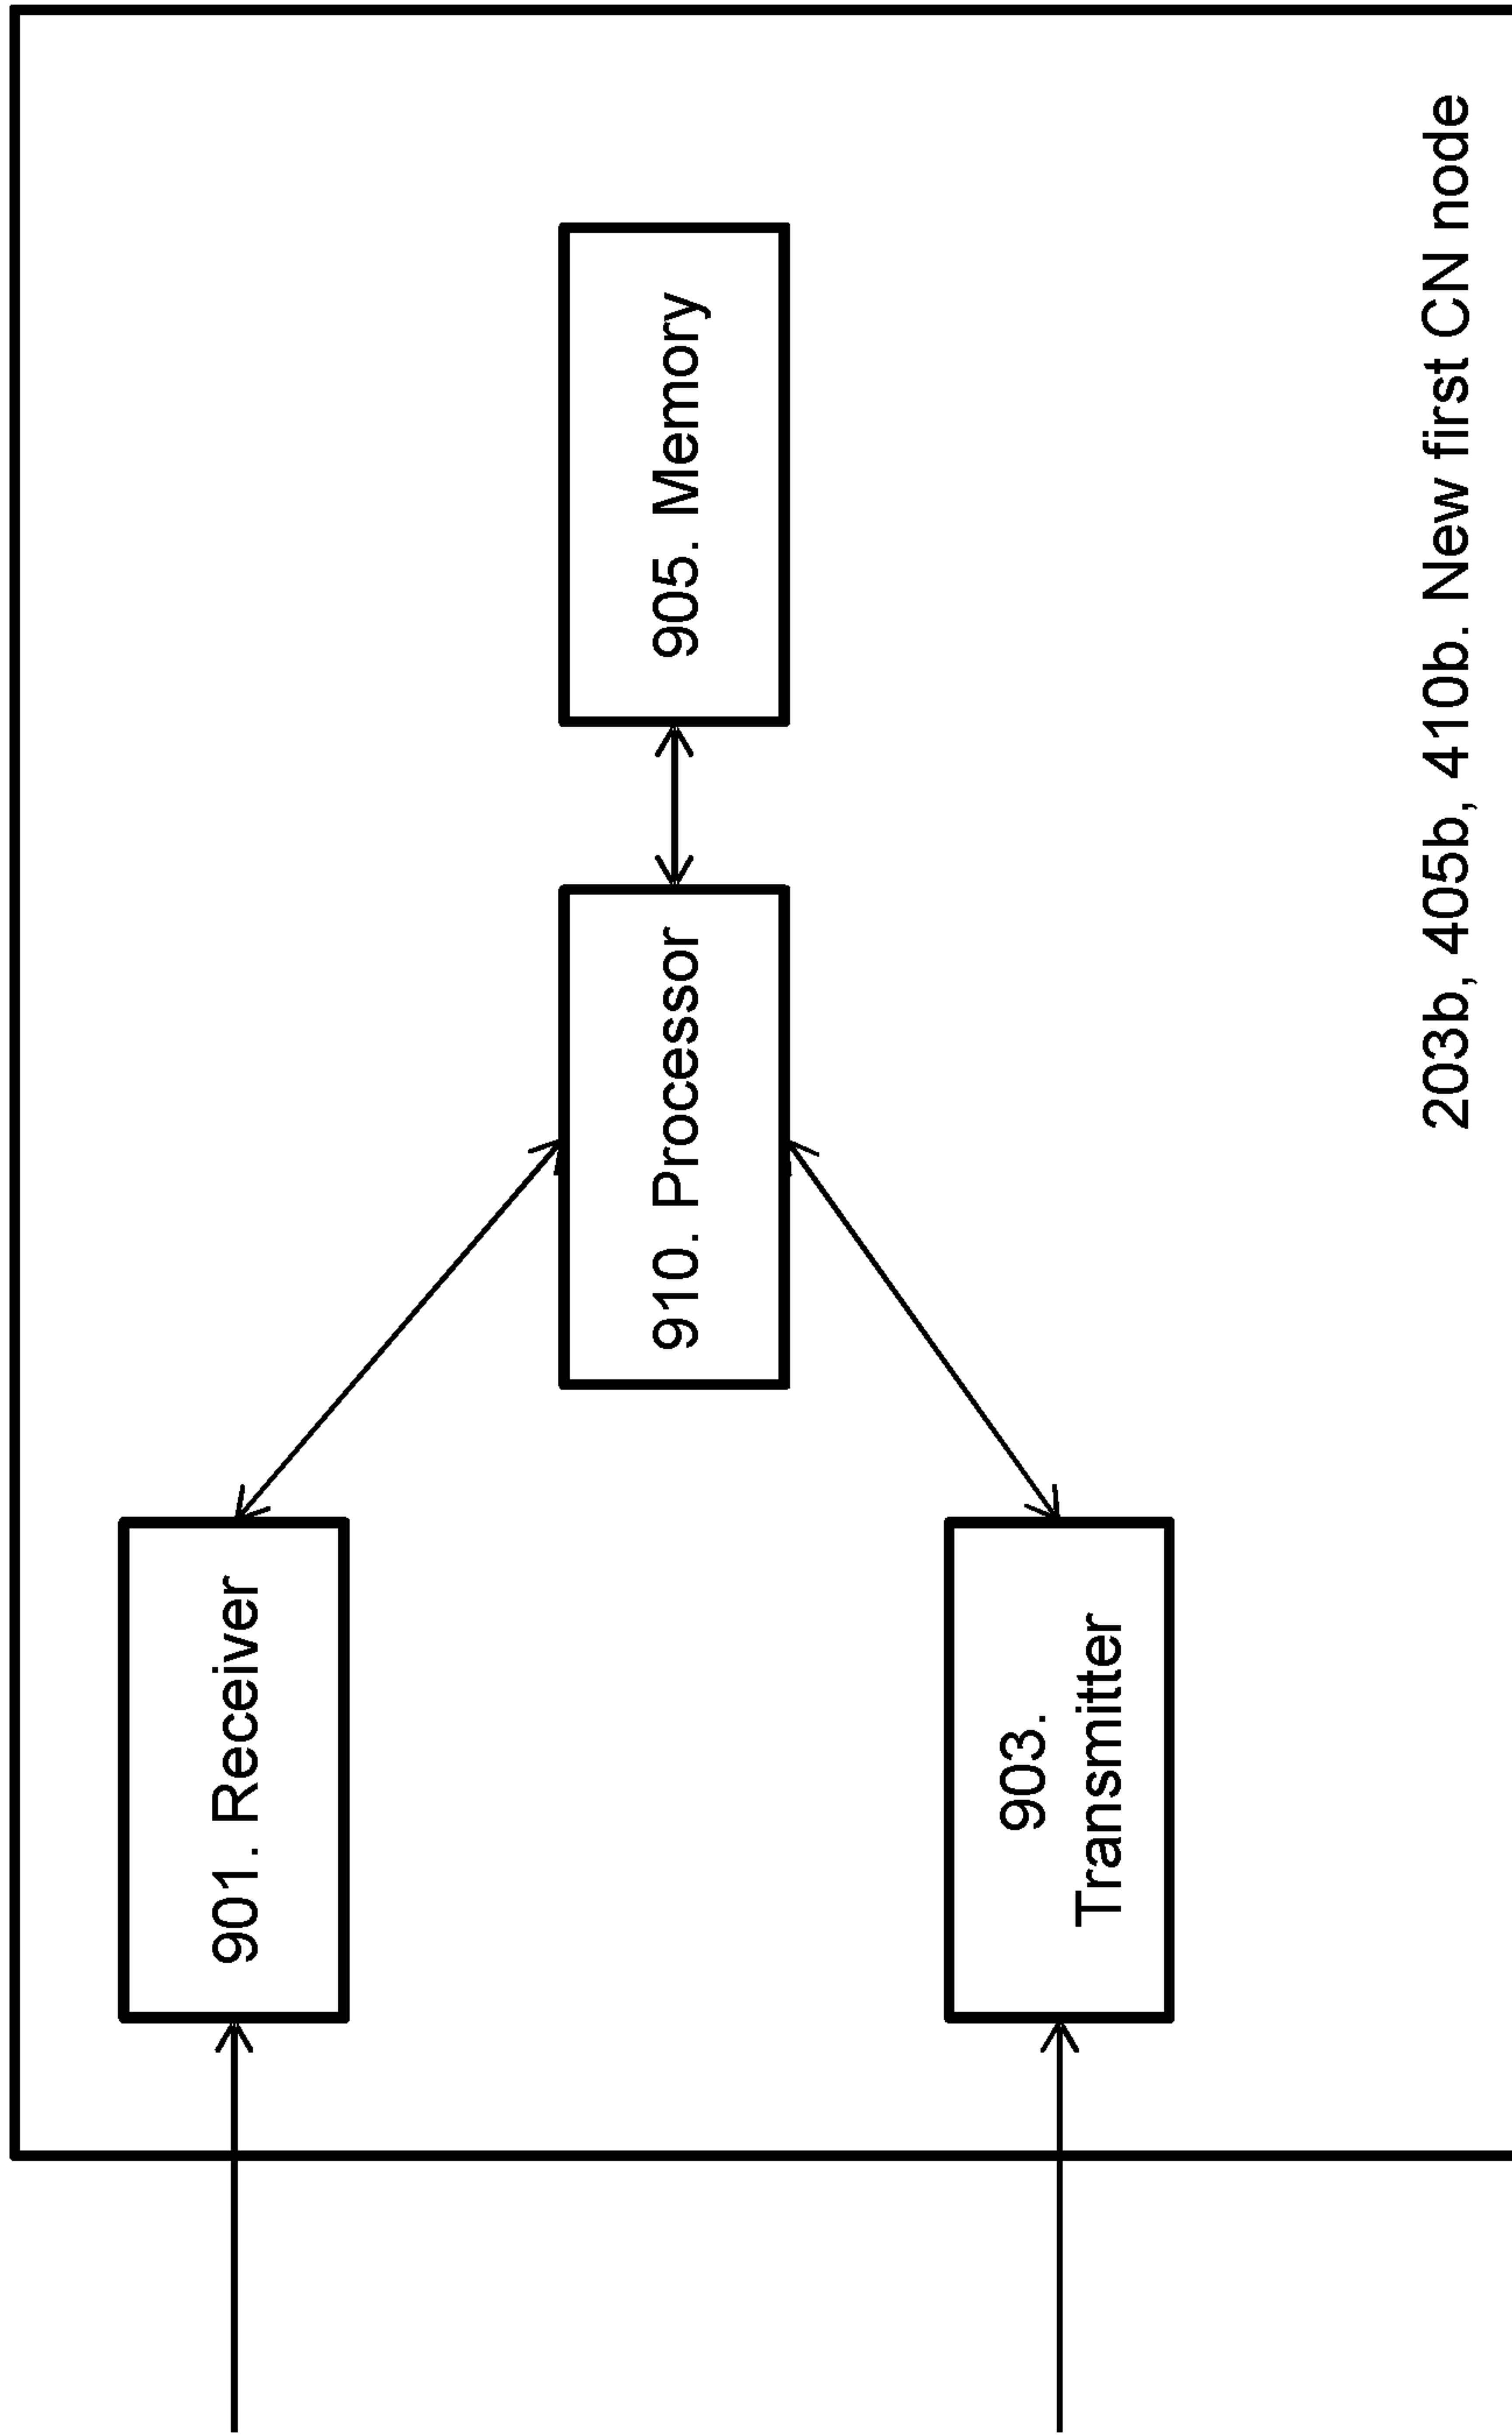 901. Receiver
910. Processor
905. Memory
903.
Transmitter
203b, 405b, 410b. New first CN node